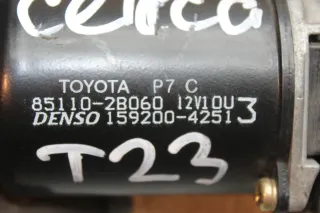 celica
TOYOTA P7 C
85110-2B060 12V10U 3
DENSO 159200-4251
T23